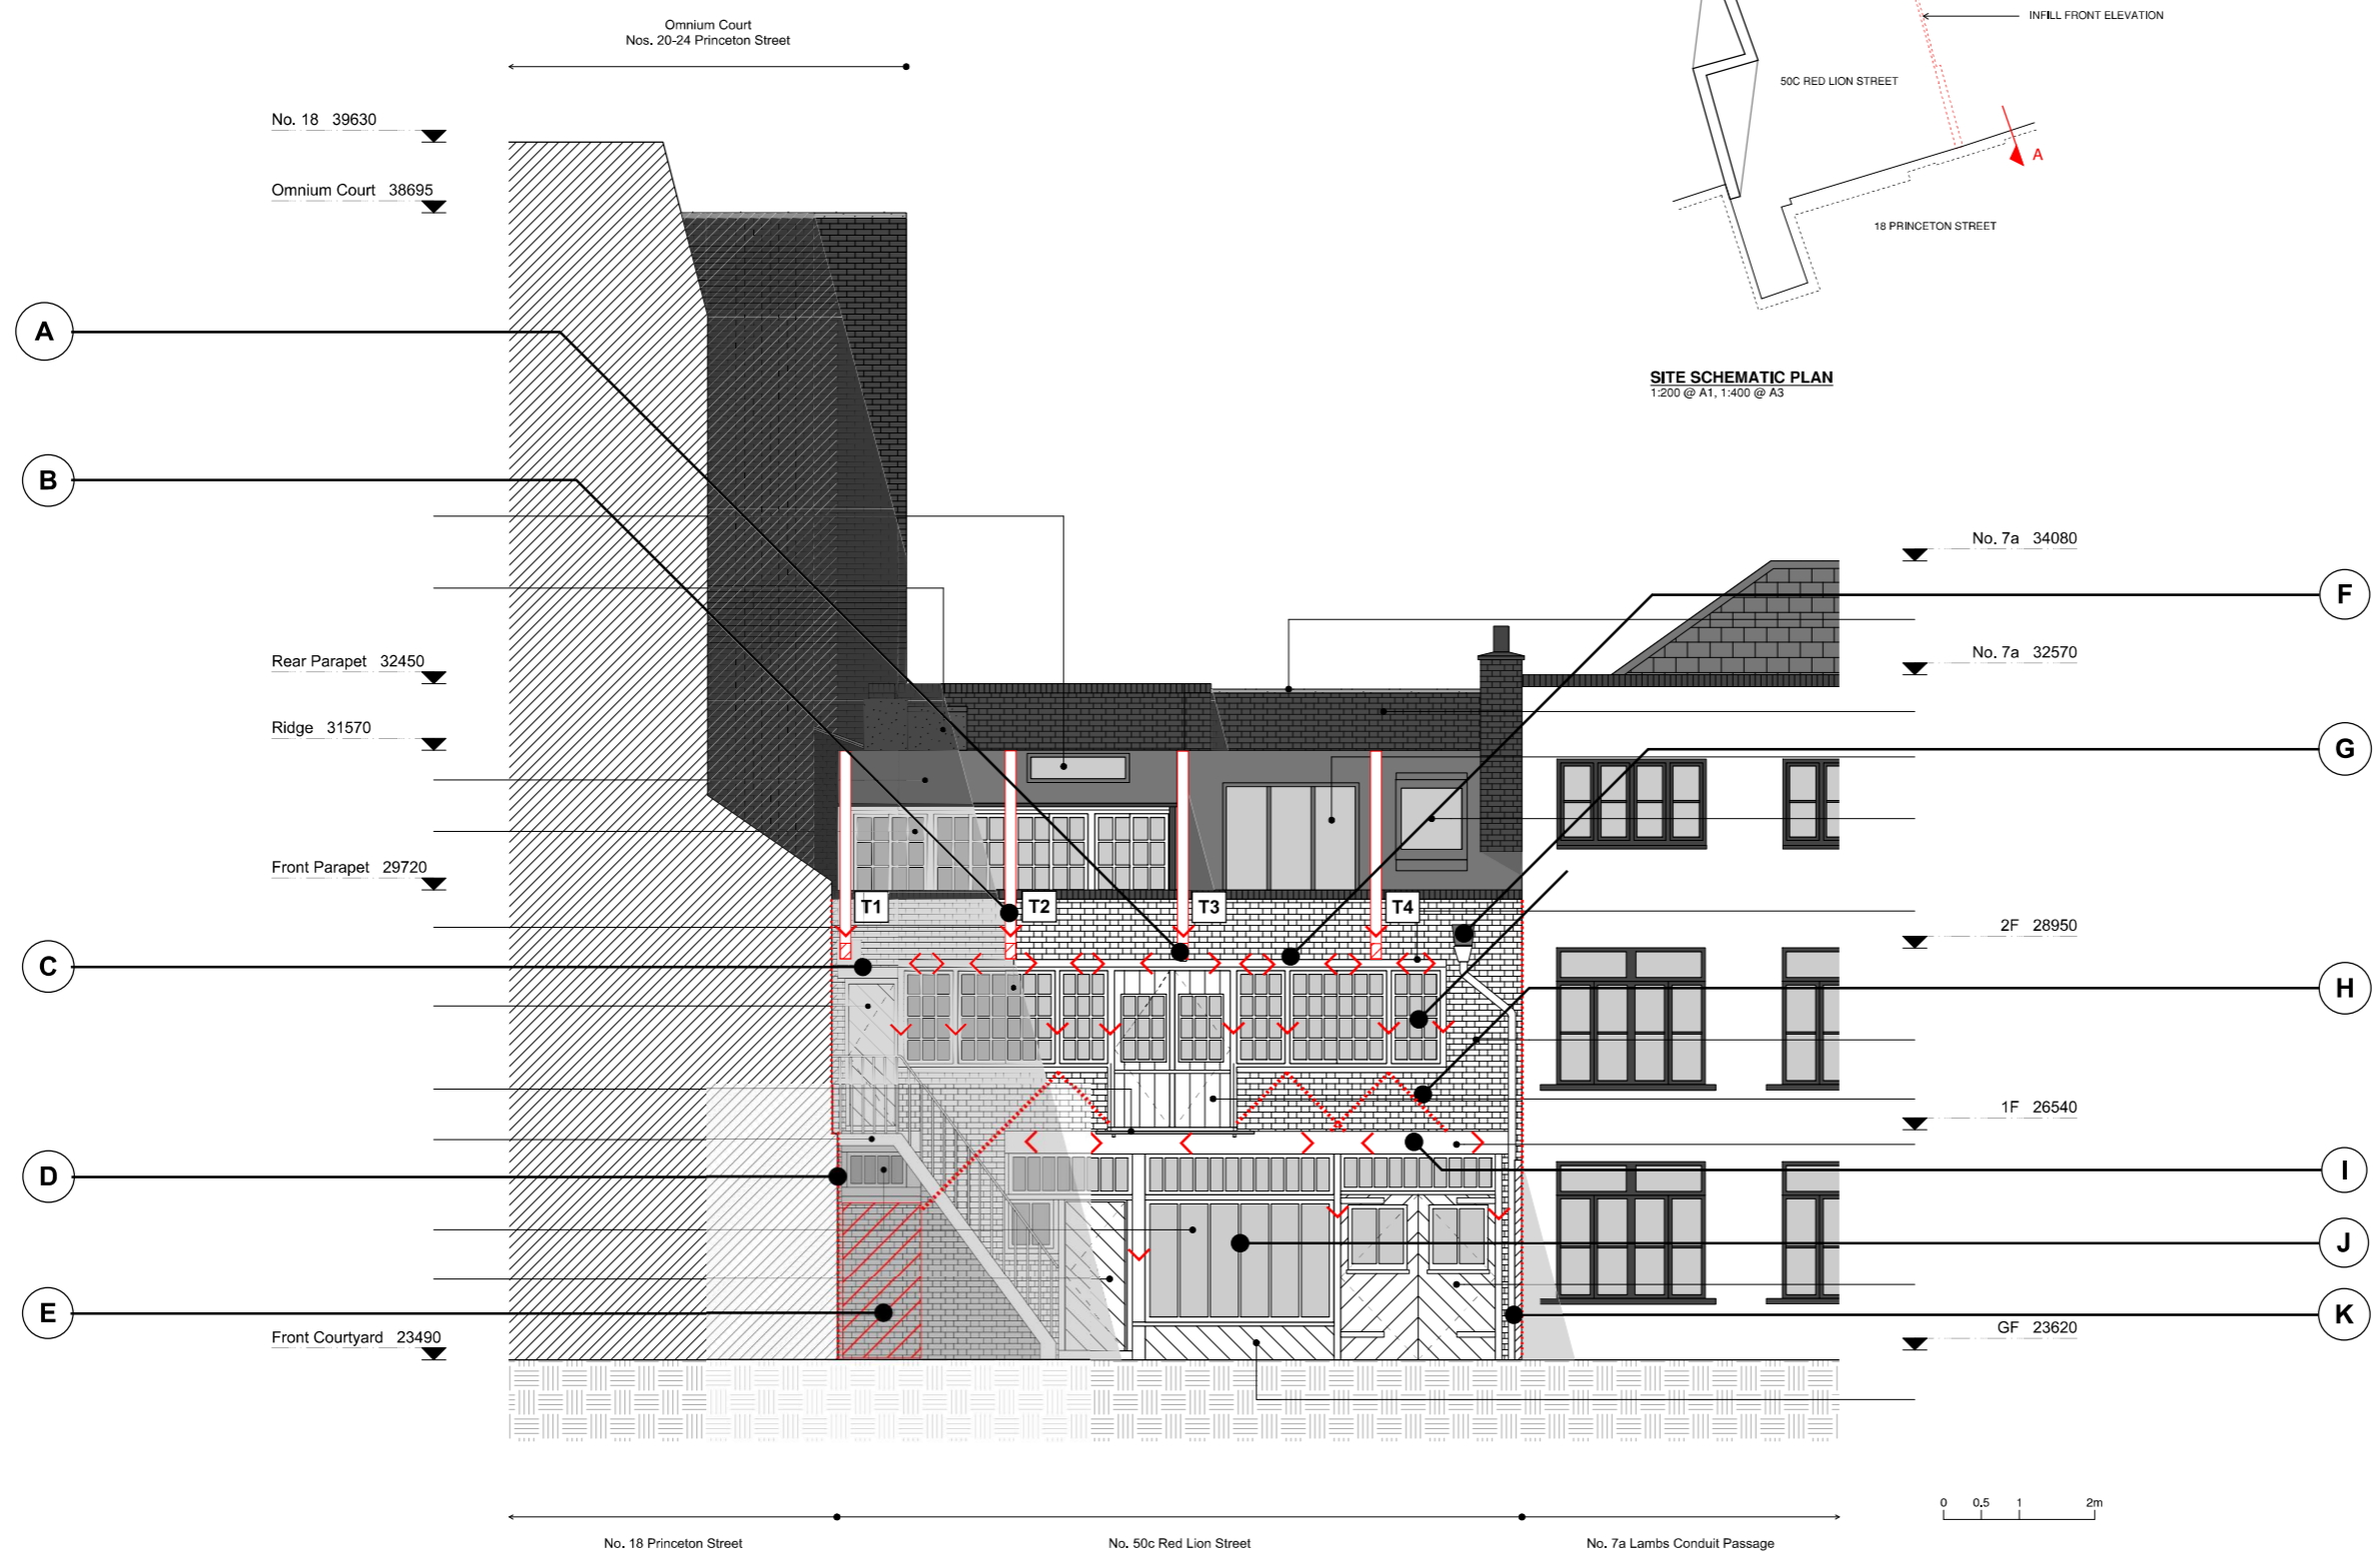 Omnium Court
Nos. 20-24 Princeton Street
INFILL FRONT ELEVATION
50C RED LION STREET
A
18 PRINCETON STREET
SITE SCHEMATIC PLAN
1:200 @ A1, 1:400 @ A3
No. 18 39630
Omnium Court 38695
A
B
Rear Parapet 32450
Ridge 31570
Front Parapet 29720
C
D
E
Front Courtyard 23490
T1
T2
T3
T4
No. 7a 34080
F
No. 7a 32570
G
2F 28950
H
1F 26540
I
J
K
GF 23620
0 0.5 1 2m
No. 18 Princeton Street
No. 50c Red Lion Street
No. 7a Lambs Conduit Passage